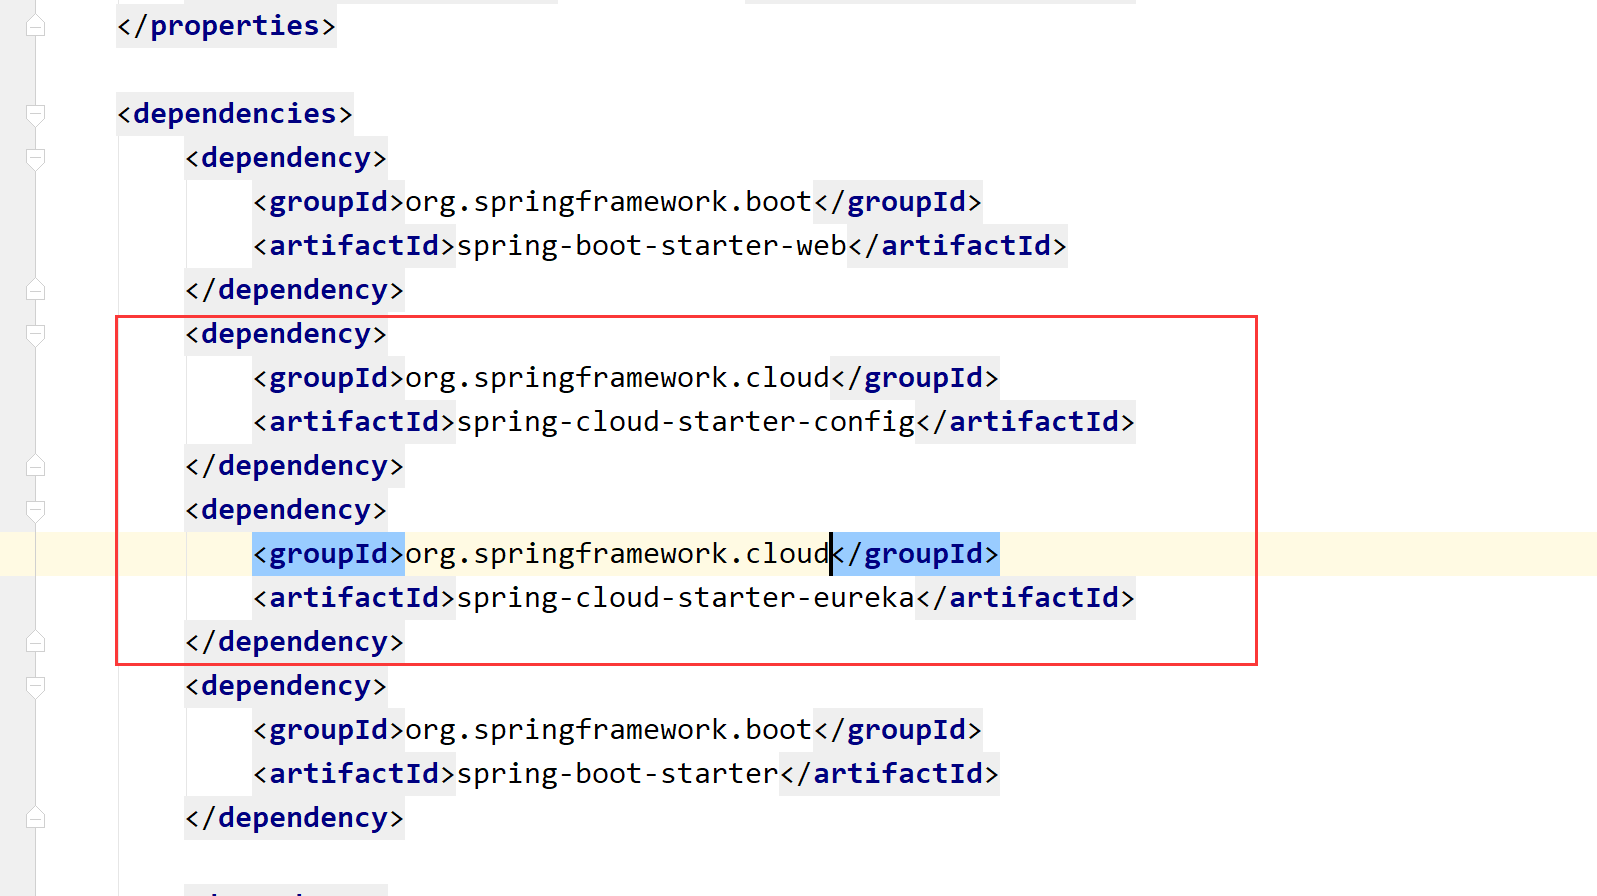 </properties>
<dependencies>
<dependency>
<groupId>org.springframework.boot</groupId>
<artifactId>spring-boot-starter-web</artifactId>
</dependency>
<dependency>
<groupId>org.springframework.cloud</groupId>
<artifactId>spring-cloud-starter-config</artifactId>
</dependency>
<dependency>
<groupId>org.springframework.cloud</groupId>
<artifactId>spring-cloud-starter-eureka</artifactId>
</dependency>
<dependency>
<groupId>org.springframework.boot</groupId>
<artifactId>spring-boot-starter</artifactId>
</dependency>